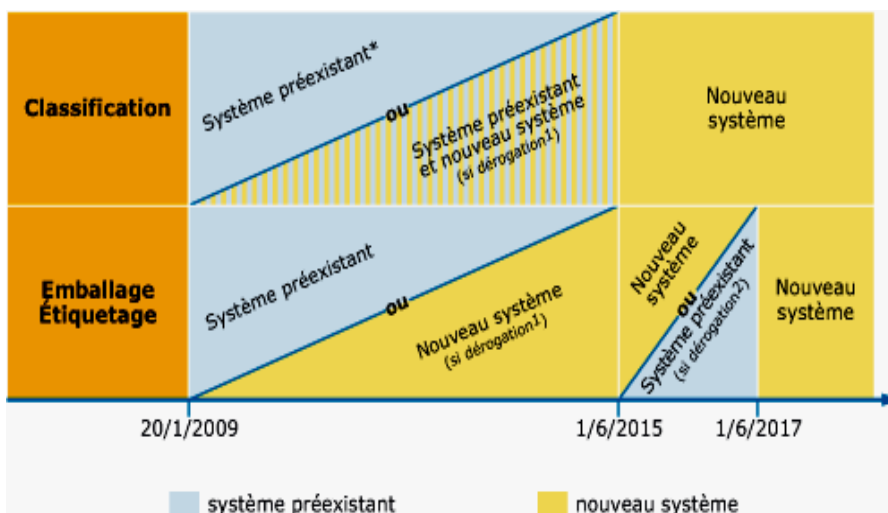 Classification
Système préexistant*
ou
Système préexistant
et nouveau système
(si dérogation1)
Nouveau
système
Emballage
Étiquetage
Système préexistant
ou
Nouveau système
(si dérogation1)
Nouveau
système
ou
Système préexistant
(si dérogation2)
Nouveau
système
20/1/2009
1/6/2015
1/6/2017
système préexistant
nouveau système